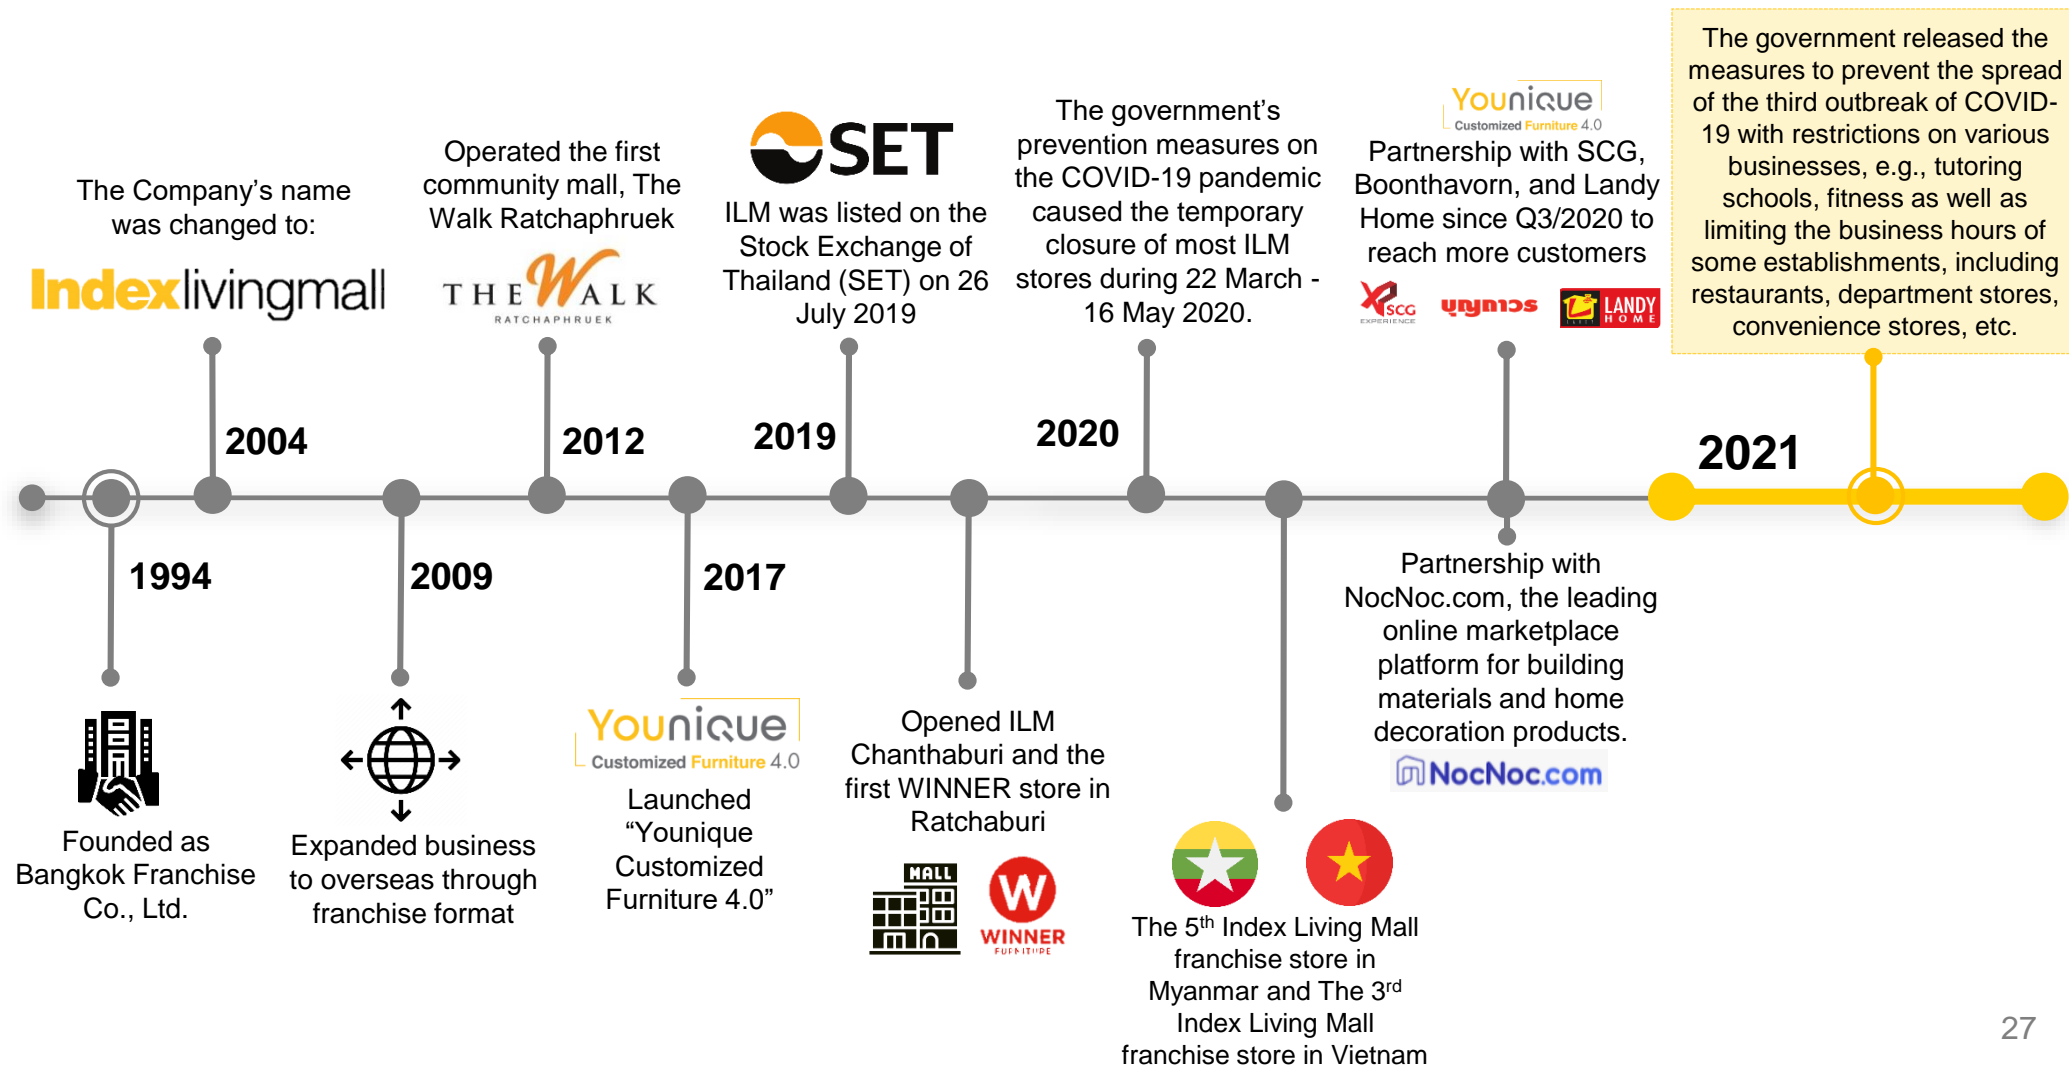 The Company’s name
was changed to:
Indexlivingmall
2004
Operated the first
community mall, The
Walk Ratchaphruek
THE WALK
RATCHAPHRUEK
2012
SET
ILM was listed on the
Stock Exchange of
Thailand (SET) on 26
July 2019
2019
The government’s
prevention measures on
the COVID-19 pandemic
caused the temporary
closure of most ILM
stores during 22 March -
16 May 2020.
2020
Younique
Customized Furniture 4.0
Partnership with SCG,
Boonthavorn, and Landy
Home since Q3/2020 to
reach more customers
SCG
EXPERIENCE
บุญถาวร
LANDY
HOME
The government released the
measures to prevent the spread
of the third outbreak of COVID-
19 with restrictions on various
businesses, e.g., tutoring
schools, fitness as well as
limiting the business hours of
some establishments, including
restaurants, department stores,
convenience stores, etc.
2021
1994
Founded as
Bangkok Franchise
Co., Ltd.
2009
Expanded business
to overseas through
franchise format
2017
Younique
Customized Furniture 4.0
Launched
“Younique
Customized
Furniture 4.0”
Opened ILM
Chanthaburi and the
first WINNER store in
Ratchaburi
MALL
W
WINNER
FURNITURE
The 5th Index Living Mall
franchise store in
Myanmar and The 3rd
Index Living Mall
franchise store in Vietnam
Partnership with
NocNoc.com, the leading
online marketplace
platform for building
materials and home
decoration products.
NocNoc.com
27